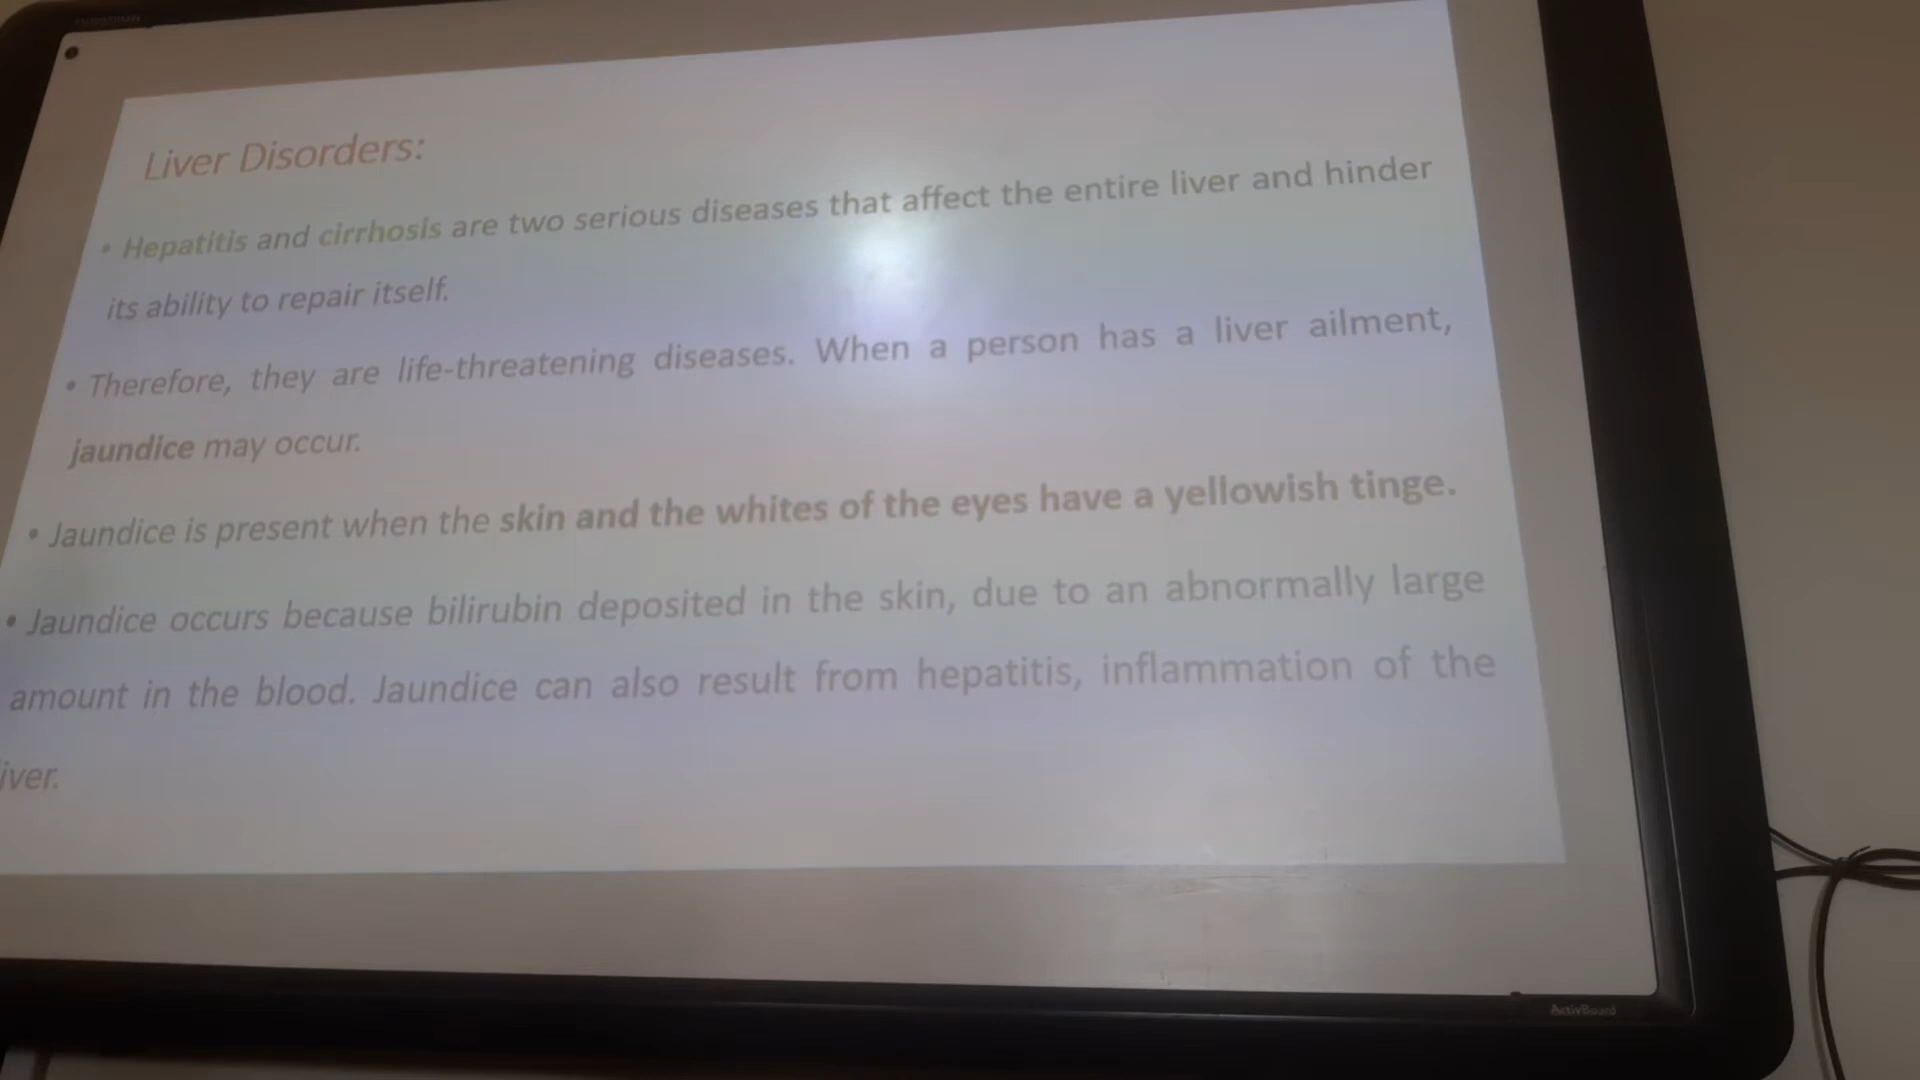 Liver Disorders:
• Hepatitis and cirrhosis are two serious diseases that affect the entire liver and hinder
its ability to repair itself.
• Therefore, they are life-threatening diseases. When a person has a liver ailment,
jaundice may occur.
• Jaundice is present when the skin and the whites of the eyes have a yellowish tinge.
• Jaundice occurs because bilirubin deposited in the skin, due to an abnormally large
amount in the blood. Jaundice can also result from hepatitis, inflammation of the
iver.
ActivBoard